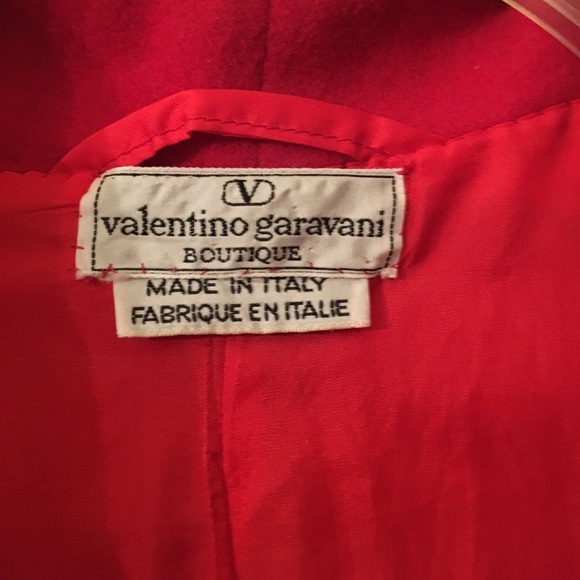 V
valentino garavani
BOUTIQUE
MADE IN ITALY
FABRIQUE EN ITALIE